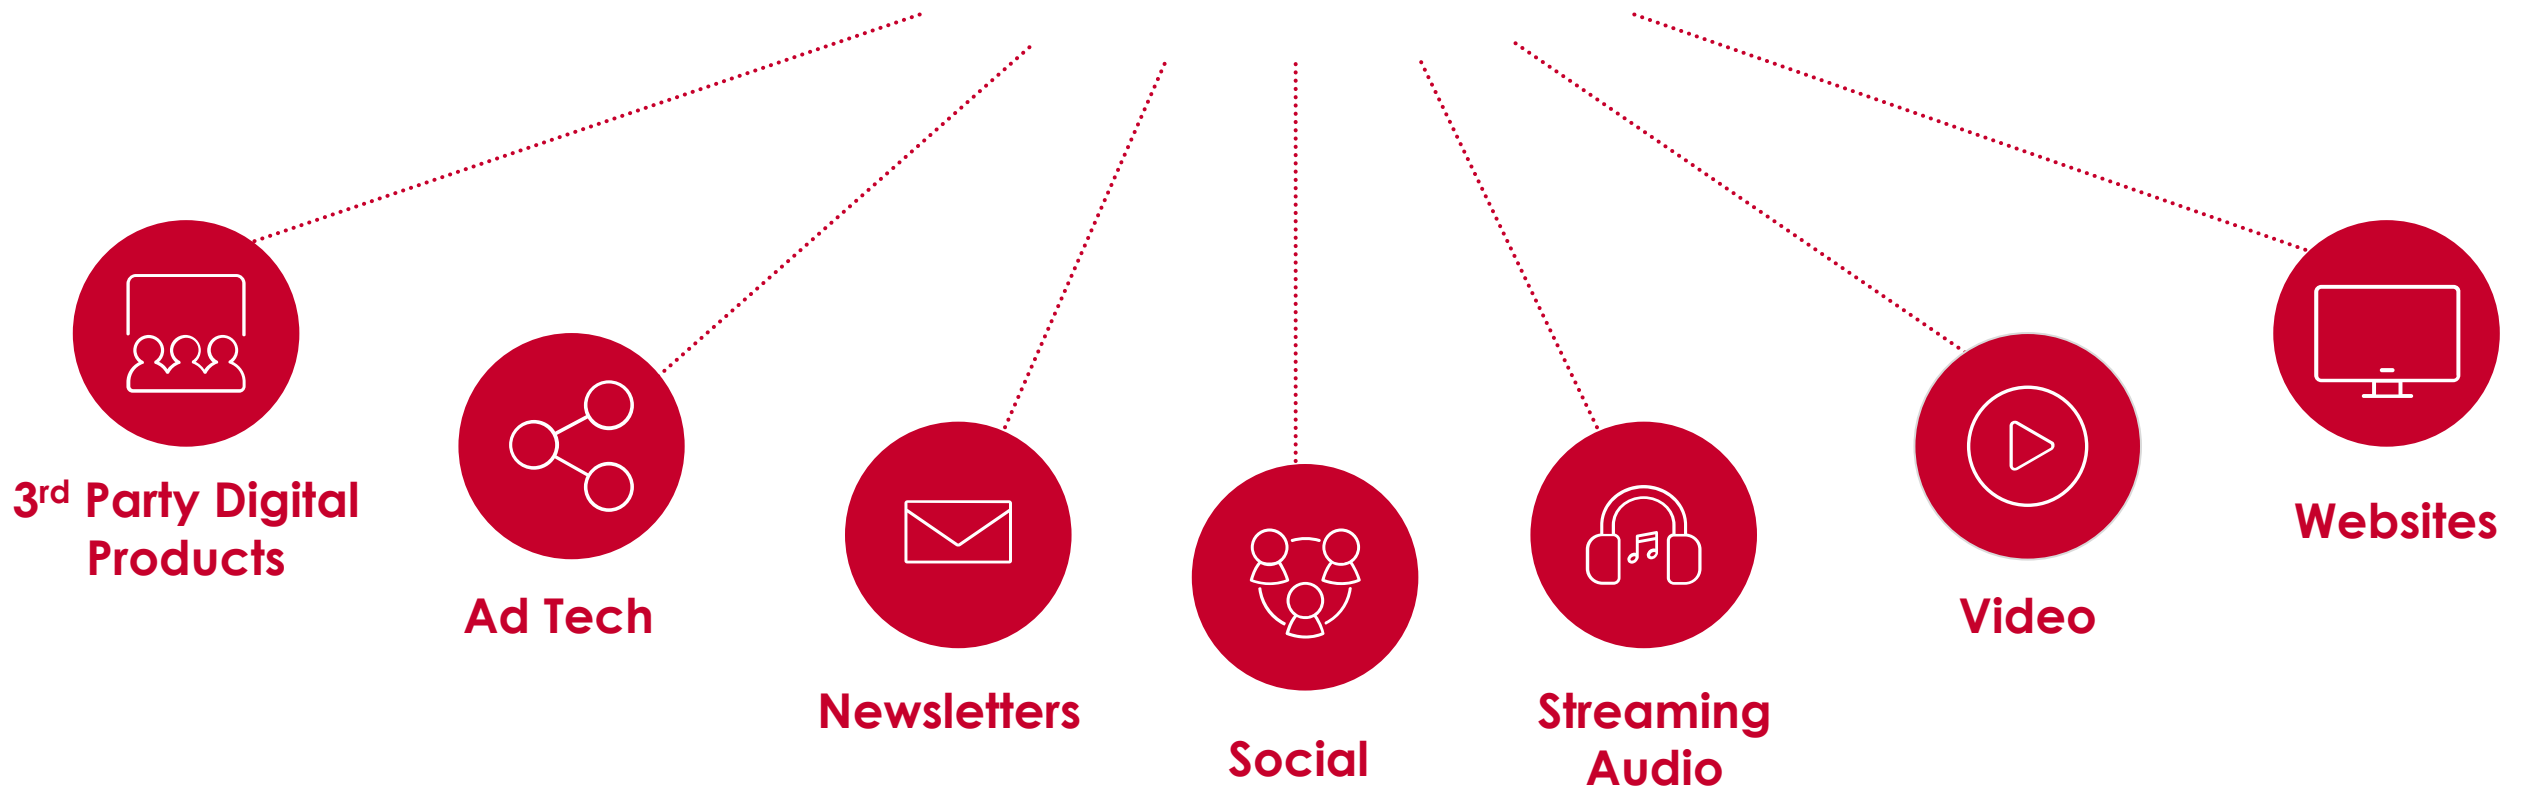 3rd Party Digital
Products
Ad Tech
Newsletters
Social
Streaming
Audio
Video
Websites